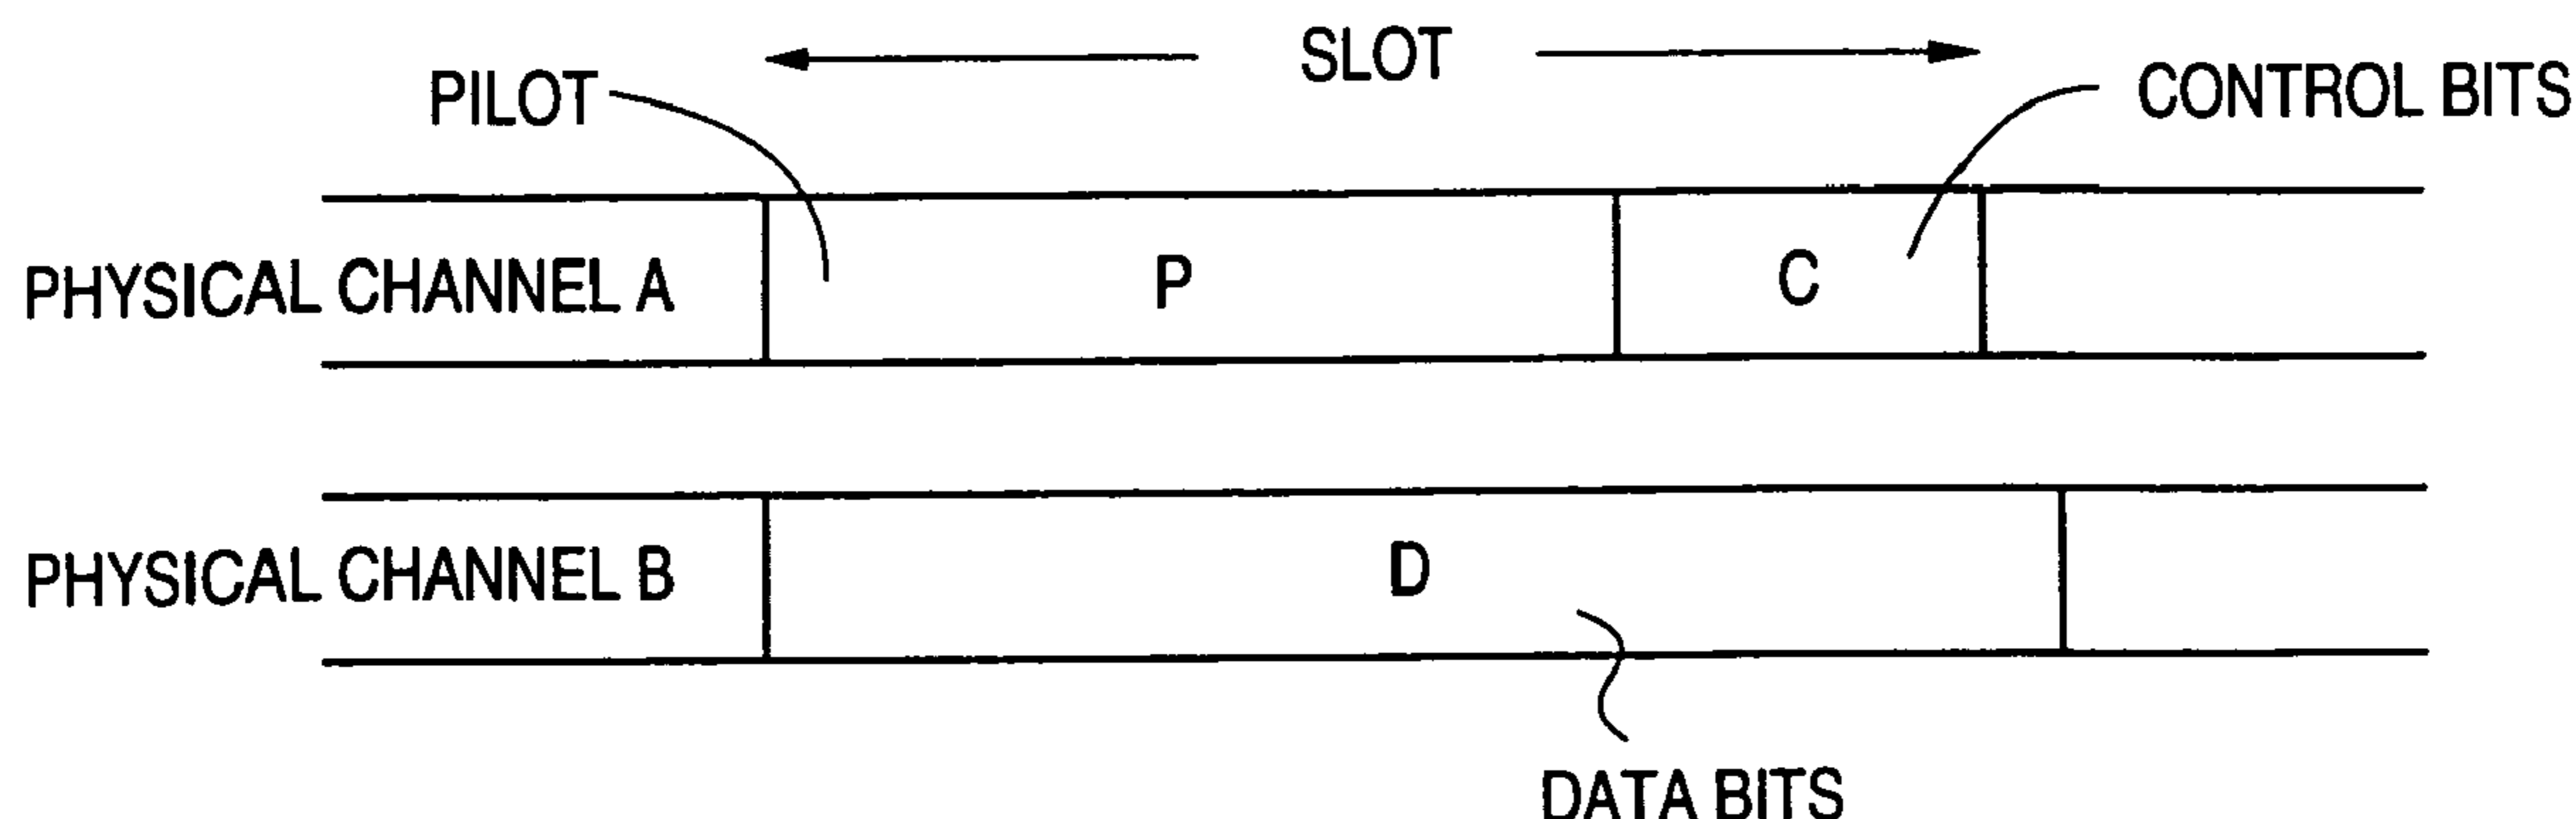 SLOT
PILOT
CONTROL BITS
PHYSICAL CHANNEL A
P
C
PHYSICAL CHANNEL B
D
DATA BITS